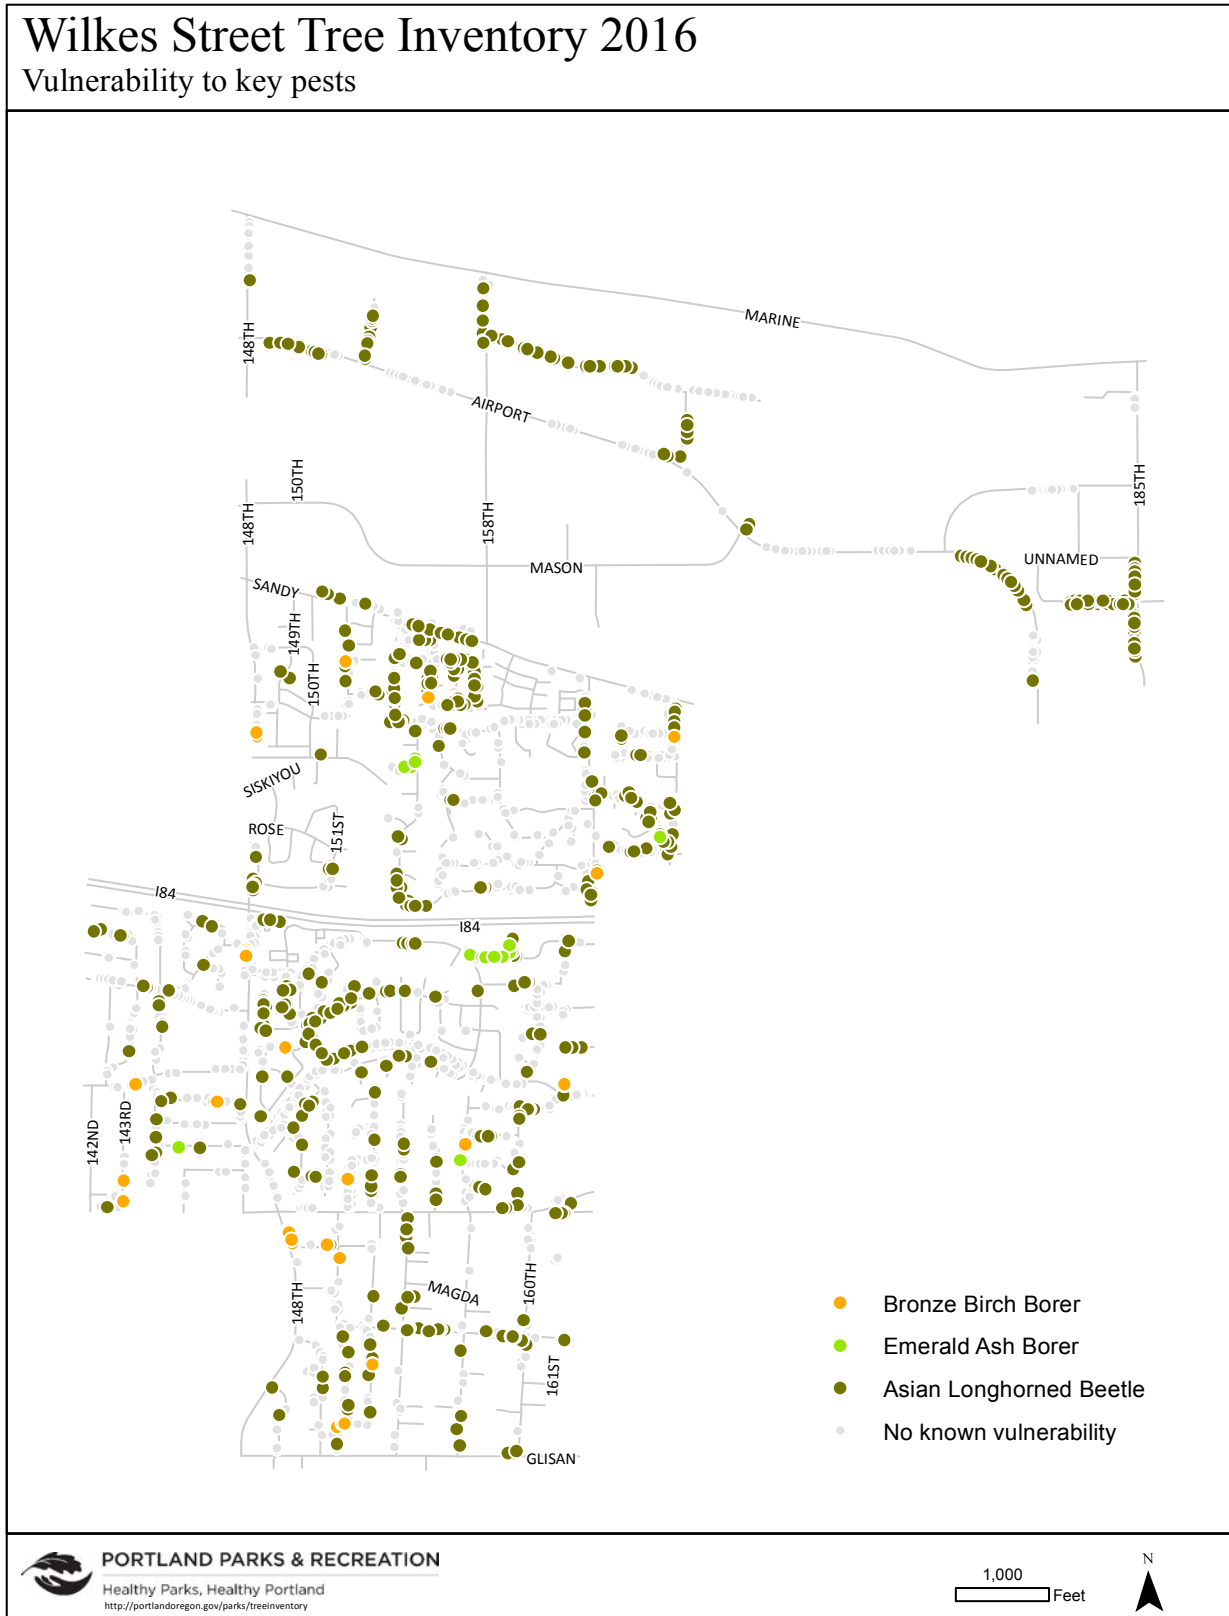 Wilkes Street Tree Inventory 2016
Vulnerability to key pests
MARINE
148TH
AIRPORT
150TH
148TH
158TH
185TH
MASON
UNNAMED
SANDY
149TH
150TH
SISKIYOU
ROSE
151ST
I84
I84
142ND
143RD
148TH
MAGDA
160TH
161ST
GLISAN
Bronze Birch Borer
Emerald Ash Borer
Asian Longhorned Beetle
No known vulnerability
PORTLAND PARKS & RECREATION
Healthy Parks, Healthy Portland
http://portlandoregon.gov/parks/treeinventory
1,000
Feet
N